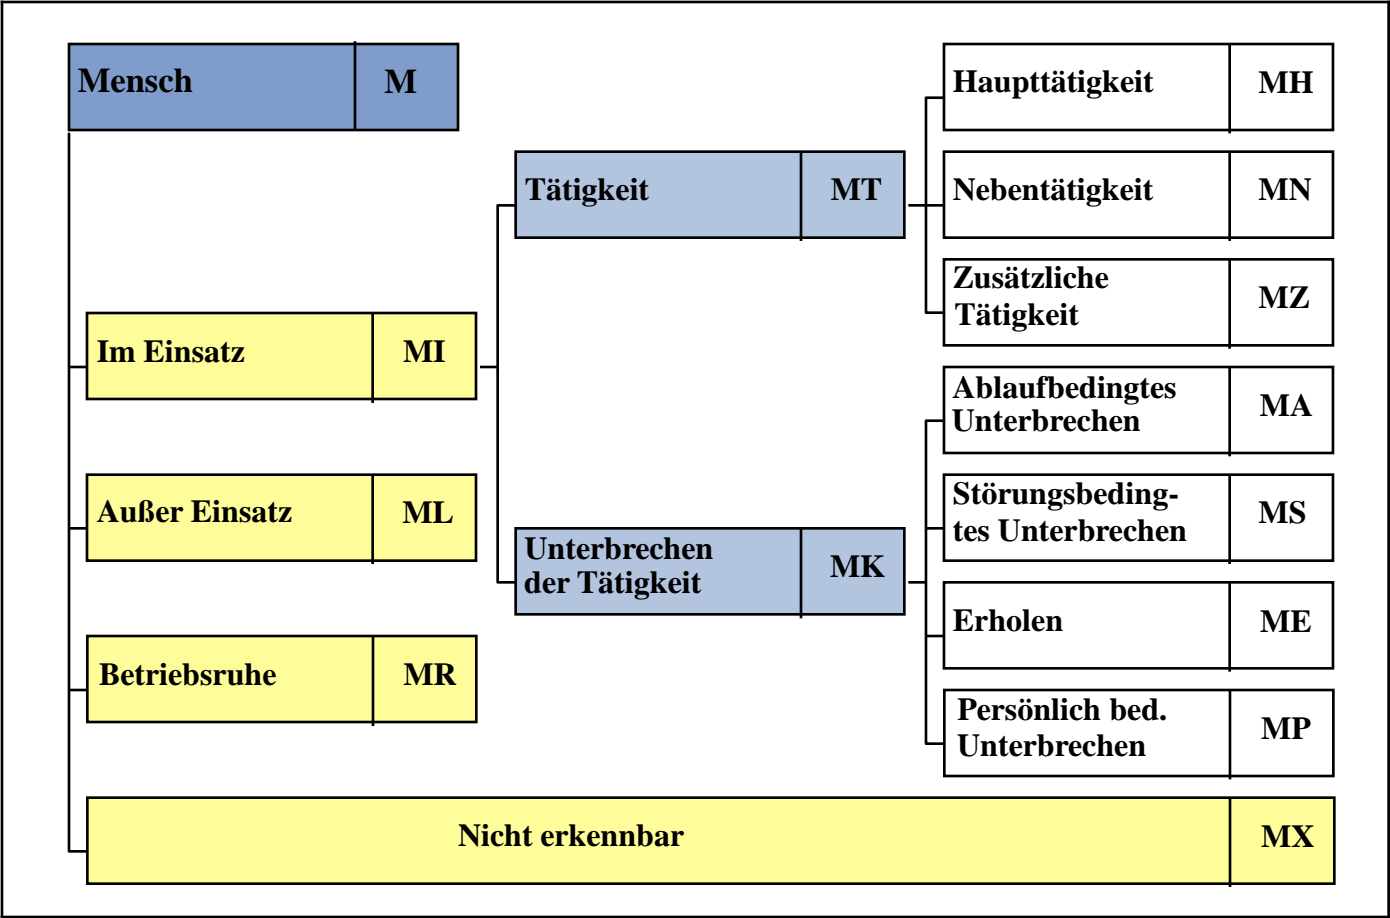 Mensch M
Im Einsatz MI
Außer Einsatz ML
Betriebsruhe MR
Nicht erkennbar MX
Tätigkeit MT
Unterbrechen
der Tätigkeit MK
Haupttätigkeit MH
Nebentätigkeit MN
Zusätzliche
Tätigkeit MZ
Ablaufbedingtes
Unterbrechen MA
Störungsbeding-
tes Unterbrechen MS
Erholen ME
Persönlich bed.
Unterbrechen MP